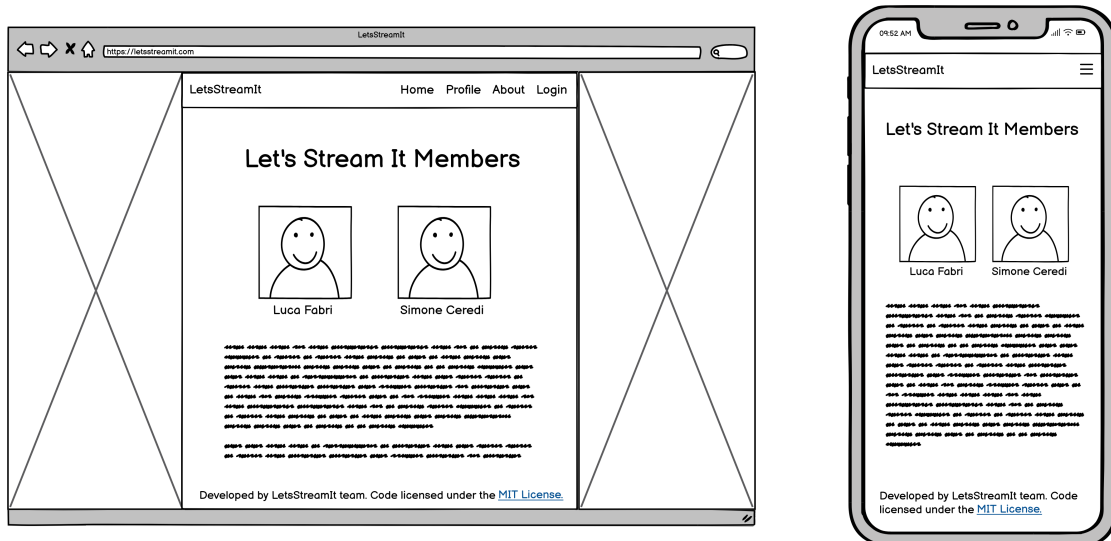 LetsStreamIt
https://letsstreamit.com
LetsStreamIt Home Profile About Login
Let's Stream It Members
Luca Fabri Simone Ceredi
Developed by LetsStreamIt team. Code licensed under the MIT License.
09:52 AM
LetsStreamIt
Let's Stream It Members
Luca Fabri Simone Ceredi
Developed by LetsStreamIt team. Code
licensed under the MIT License.